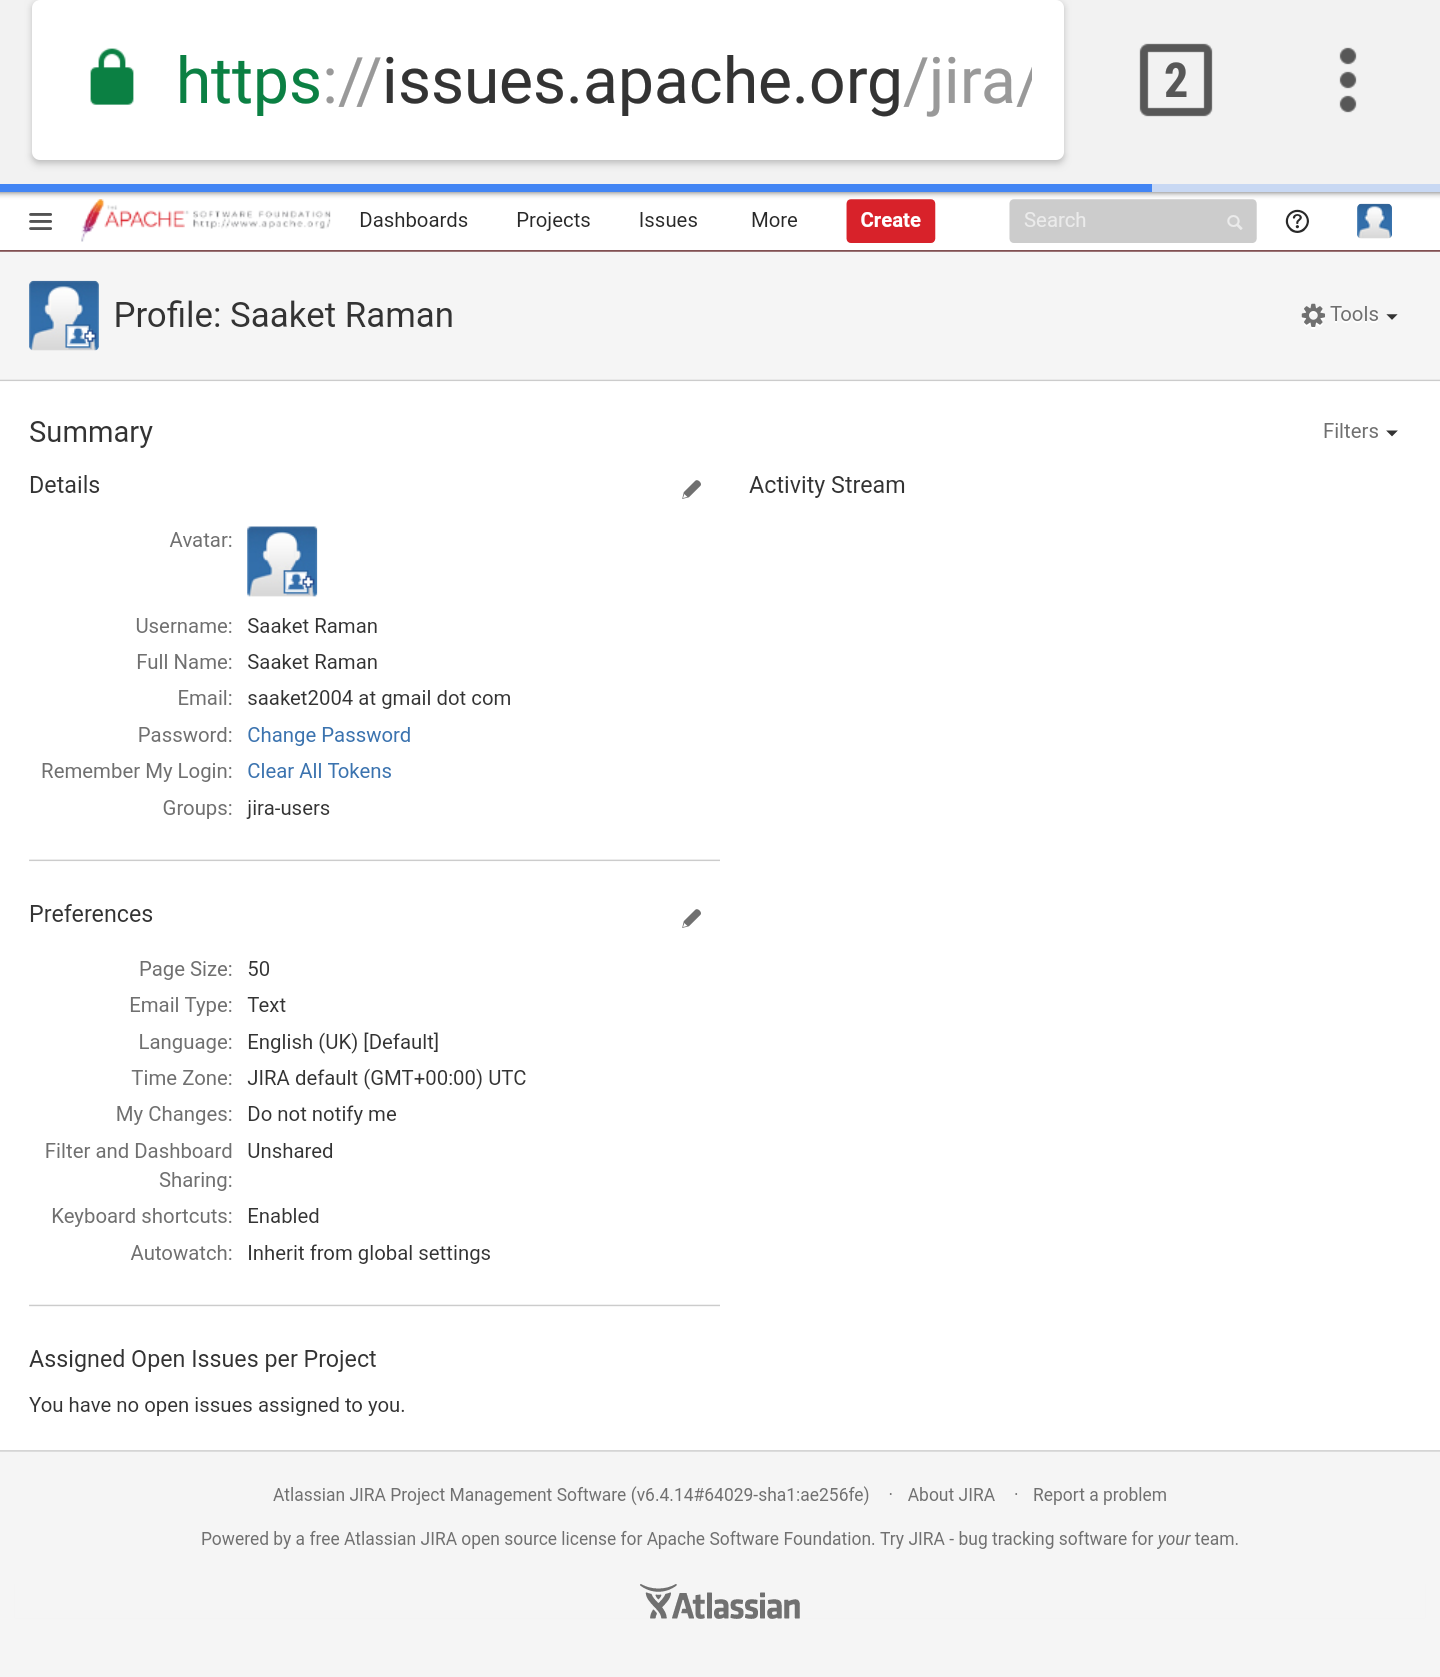 https://issues.apache.org/jira/
2
THE
APACHE SOFTWARE FOUNDATION
http://www.apache.org/
Dashboards Projects Issues More Create Search
Profile: Saaket Raman
Tools
Summary
Filters
Details
Activity Stream
Avatar:
Username: Saaket Raman
Full Name: Saaket Raman
Email: saaket2004 at gmail dot com
Password: Change Password
Remember My Login: Clear All Tokens
Groups: jira-users
Preferences
Page Size: 50
Email Type: Text
Language: English (UK) [Default]
Time Zone: JIRA default (GMT+00:00) UTC
My Changes: Do not notify me
Filter and Dashboard Unshared
Sharing:
Keyboard shortcuts: Enabled
Autowatch: Inherit from global settings
Assigned Open Issues per Project
You have no open issues assigned to you.
Atlassian JIRA Project Management Software (v6.4.14#64029-sha1:ae256fe) · About JIRA · Report a problem
Powered by a free Atlassian JIRA open source license for Apache Software Foundation. Try JIRA - bug tracking software for your team.
Atlassian